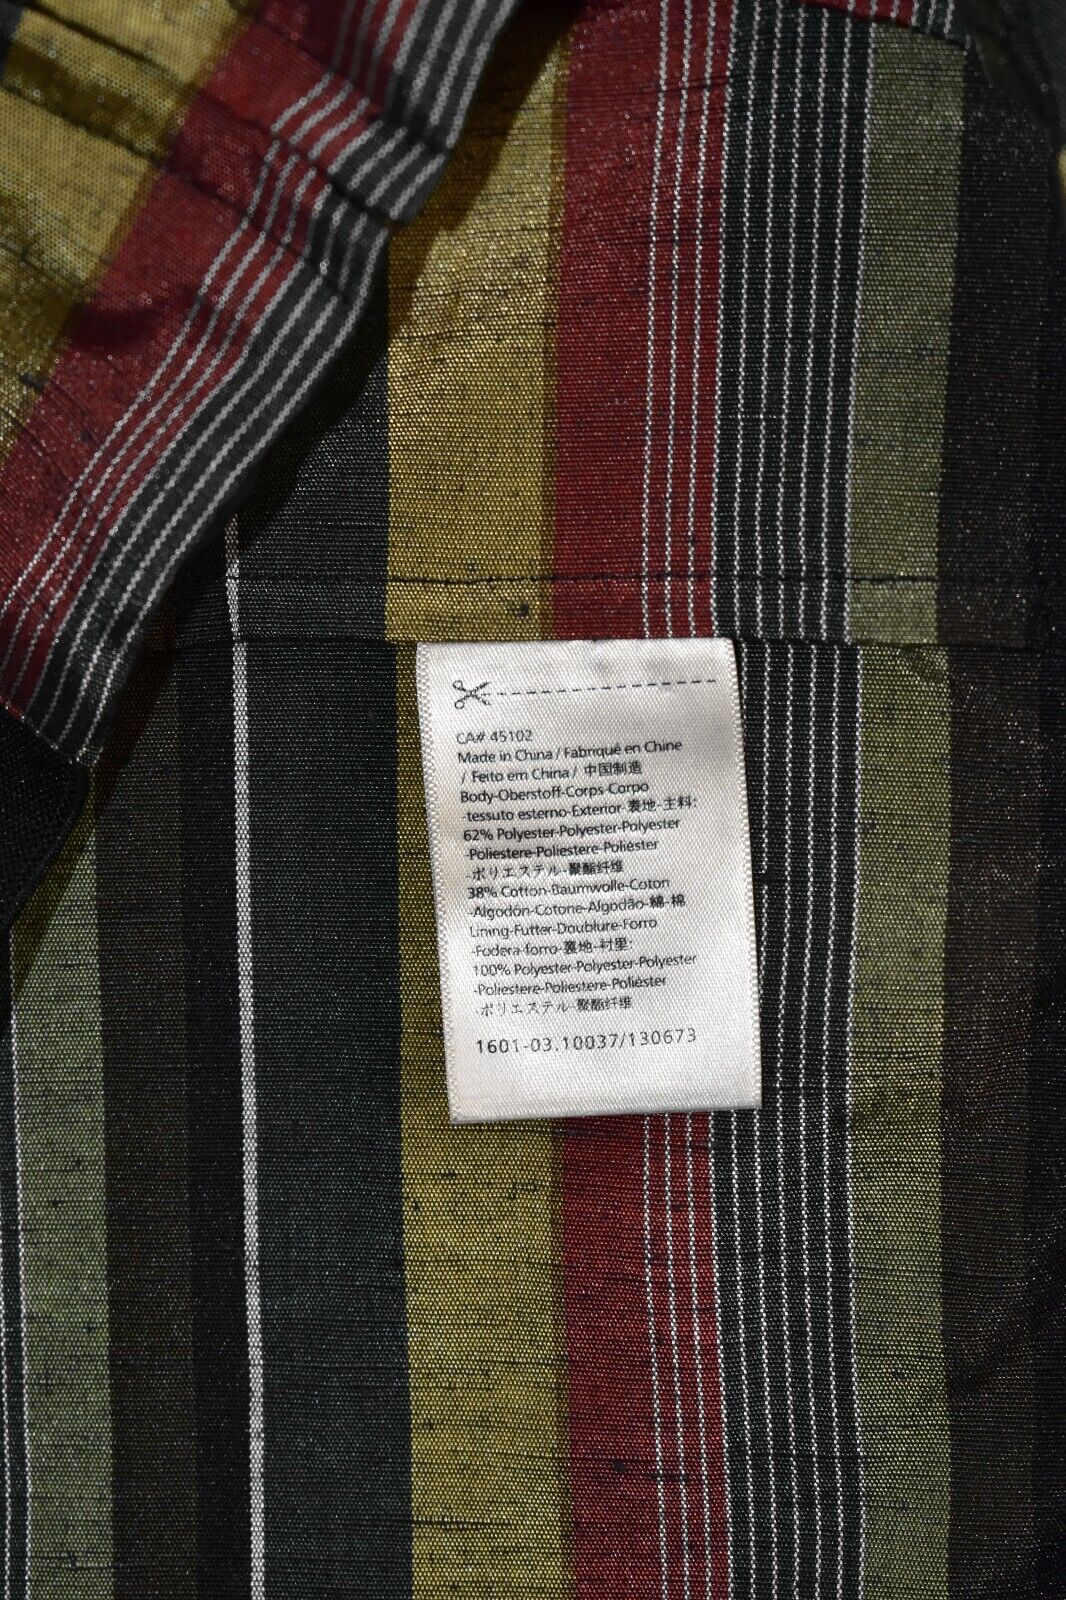 CA# 45102
Made in China / Fabriqué en Chine
/ Feito em China / 中国制造
Body-Oberstoff-Corps-Corpo
-tessuto esterno-Exterior-表地-主料:
62% Polyester-Polyester-Polyester
-Poliestere-Poliestere-Poliéster
-ポリエステル-聚酯纤维
38% Cotton-Baumwolle-Coton
-Algodón-Cotone-Algodão-綿-棉
Lining-Futter-Doublure-Forro
-Fodera-forro-裏地-衬里:
100% Polyester-Polyester-Polyester
-Poliestere-Poliestere-Poliéster
-ポリエステル-聚酯纤维
1601-03.10037/130673